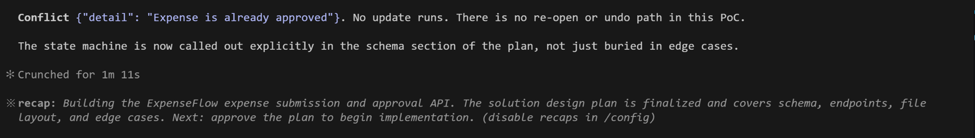 Conflict {"detail": "Expense is already approved"}. No update runs. There is no re-open or undo path in this PoC.
The state machine is now called out explicitly in the schema section of the plan, not just buried in edge cases.
※ Crunched for 1m 11s
※ recap: Building the ExpenseFlow expense submission and approval API. The solution design plan is finalized and covers schema, endpoints, file
layout, and edge cases. Next: approve the plan to begin implementation. (disable recaps in /config)